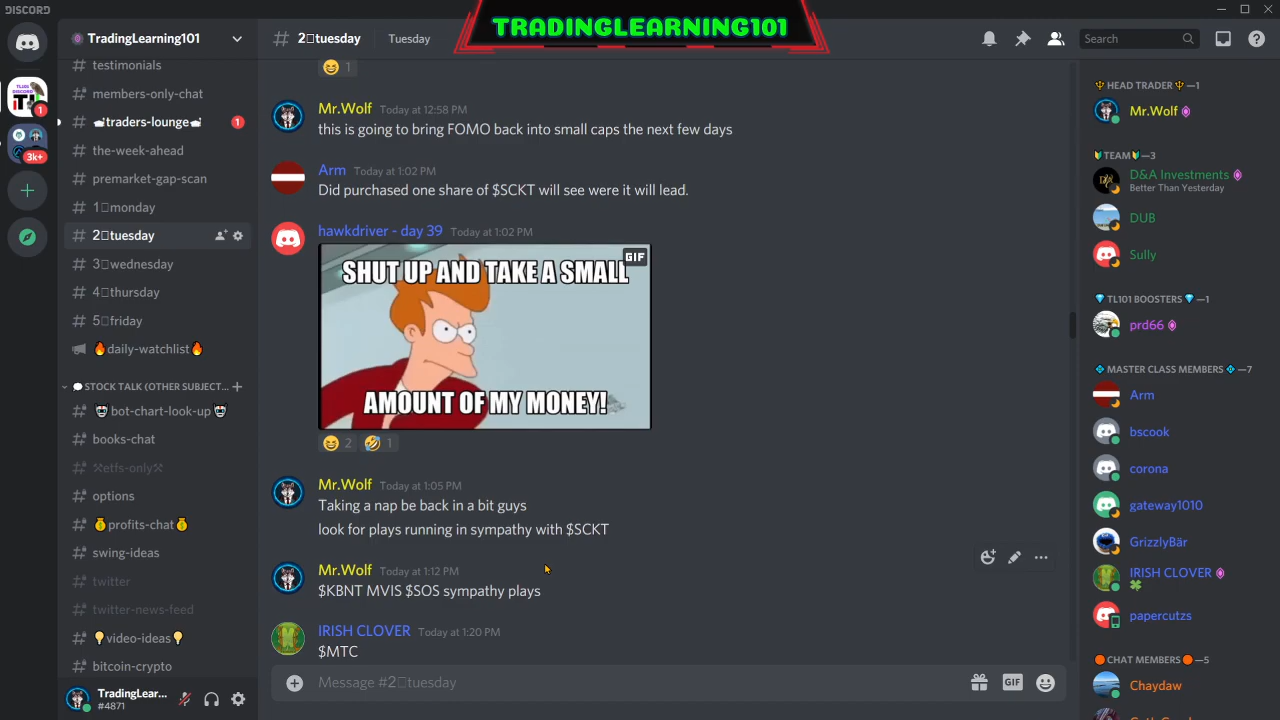 DISCORD
TRADINGLEARNING101
TradingLearning101
testimonials
members-only-chat
traders-lounge
1
the-week-ahead
premarket-gap-scan
1 monday
2 tuesday
3 wednesday
4 thursday
5 friday
daily-watchlist
STOCK TALK (OTHER SUBJECT...
bot-chart-look-up
books-chat
etfs-only
options
profits-chat
swing-ideas
twitter
twitter-news-feed
video-ideas
bitcoin-crypto
TradingLear...
#4871
1
3k+
# 2 tuesday
Tuesday
Search
1
Mr.Wolf Today at 12:58 PM
this is going to bring FOMO back into small caps the next few days
Arm Today at 1:02 PM
Did purchased one share of $SCKT will see were it will lead.
hawkdriver - day 39 Today at 1:02 PM
GIF
SHUT UP AND TAKE A SMALL
AMOUNT OF MY MONEY!
2 1
Mr.Wolf Today at 1:05 PM
Taking a nap be back in a bit guys
look for plays running in sympathy with $SCKT
Mr.Wolf Today at 1:12 PM
$KBNT MVIS $SOS sympathy plays
IRISH CLOVER Today at 1:20 PM
$MTC
Message #2 tuesday
GIF
HEAD TRADER —1
Mr.Wolf
TEAM —3
D&A Investments
Better Than Yesterday
DUB
Sully
TL101 BOOSTERS —1
prd66
MASTER CLASS MEMBERS —7
Arm
bscook
corona
gateway1010
GrizzlyBär
IRISH CLOVER
papercutzs
CHAT MEMBERS —5
Chaydaw